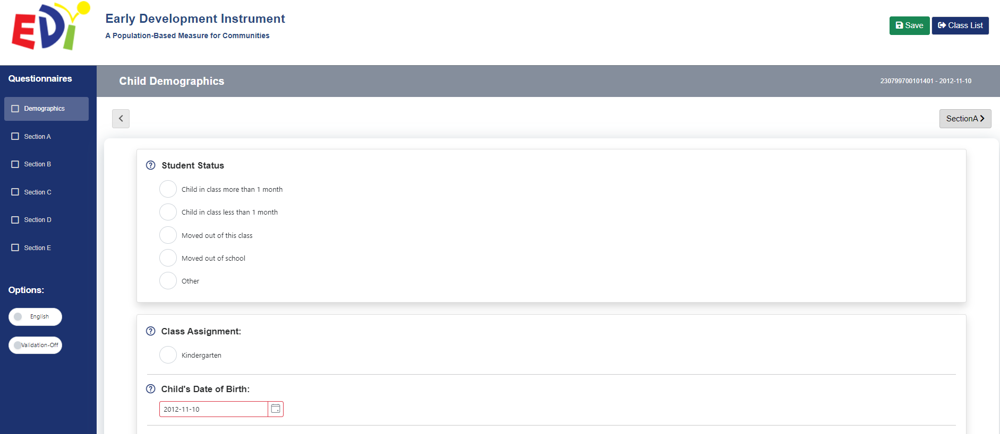 EDI
Early Development Instrument
A Population-Based Measure for Communities
Save
Class List
Questionnaires
Child Demographics
230799700101401 - 2012-11-10
Demographics
SectionA
Section A
Section B
Section C
Section D
Section E
Options:
English
Validation-Off
Student Status
Child in class more than 1 month
Child in class less than 1 month
Moved out of this class
Moved out of school
Other
Class Assignment:
Kindergarten
Child's Date of Birth:
2012-11-10